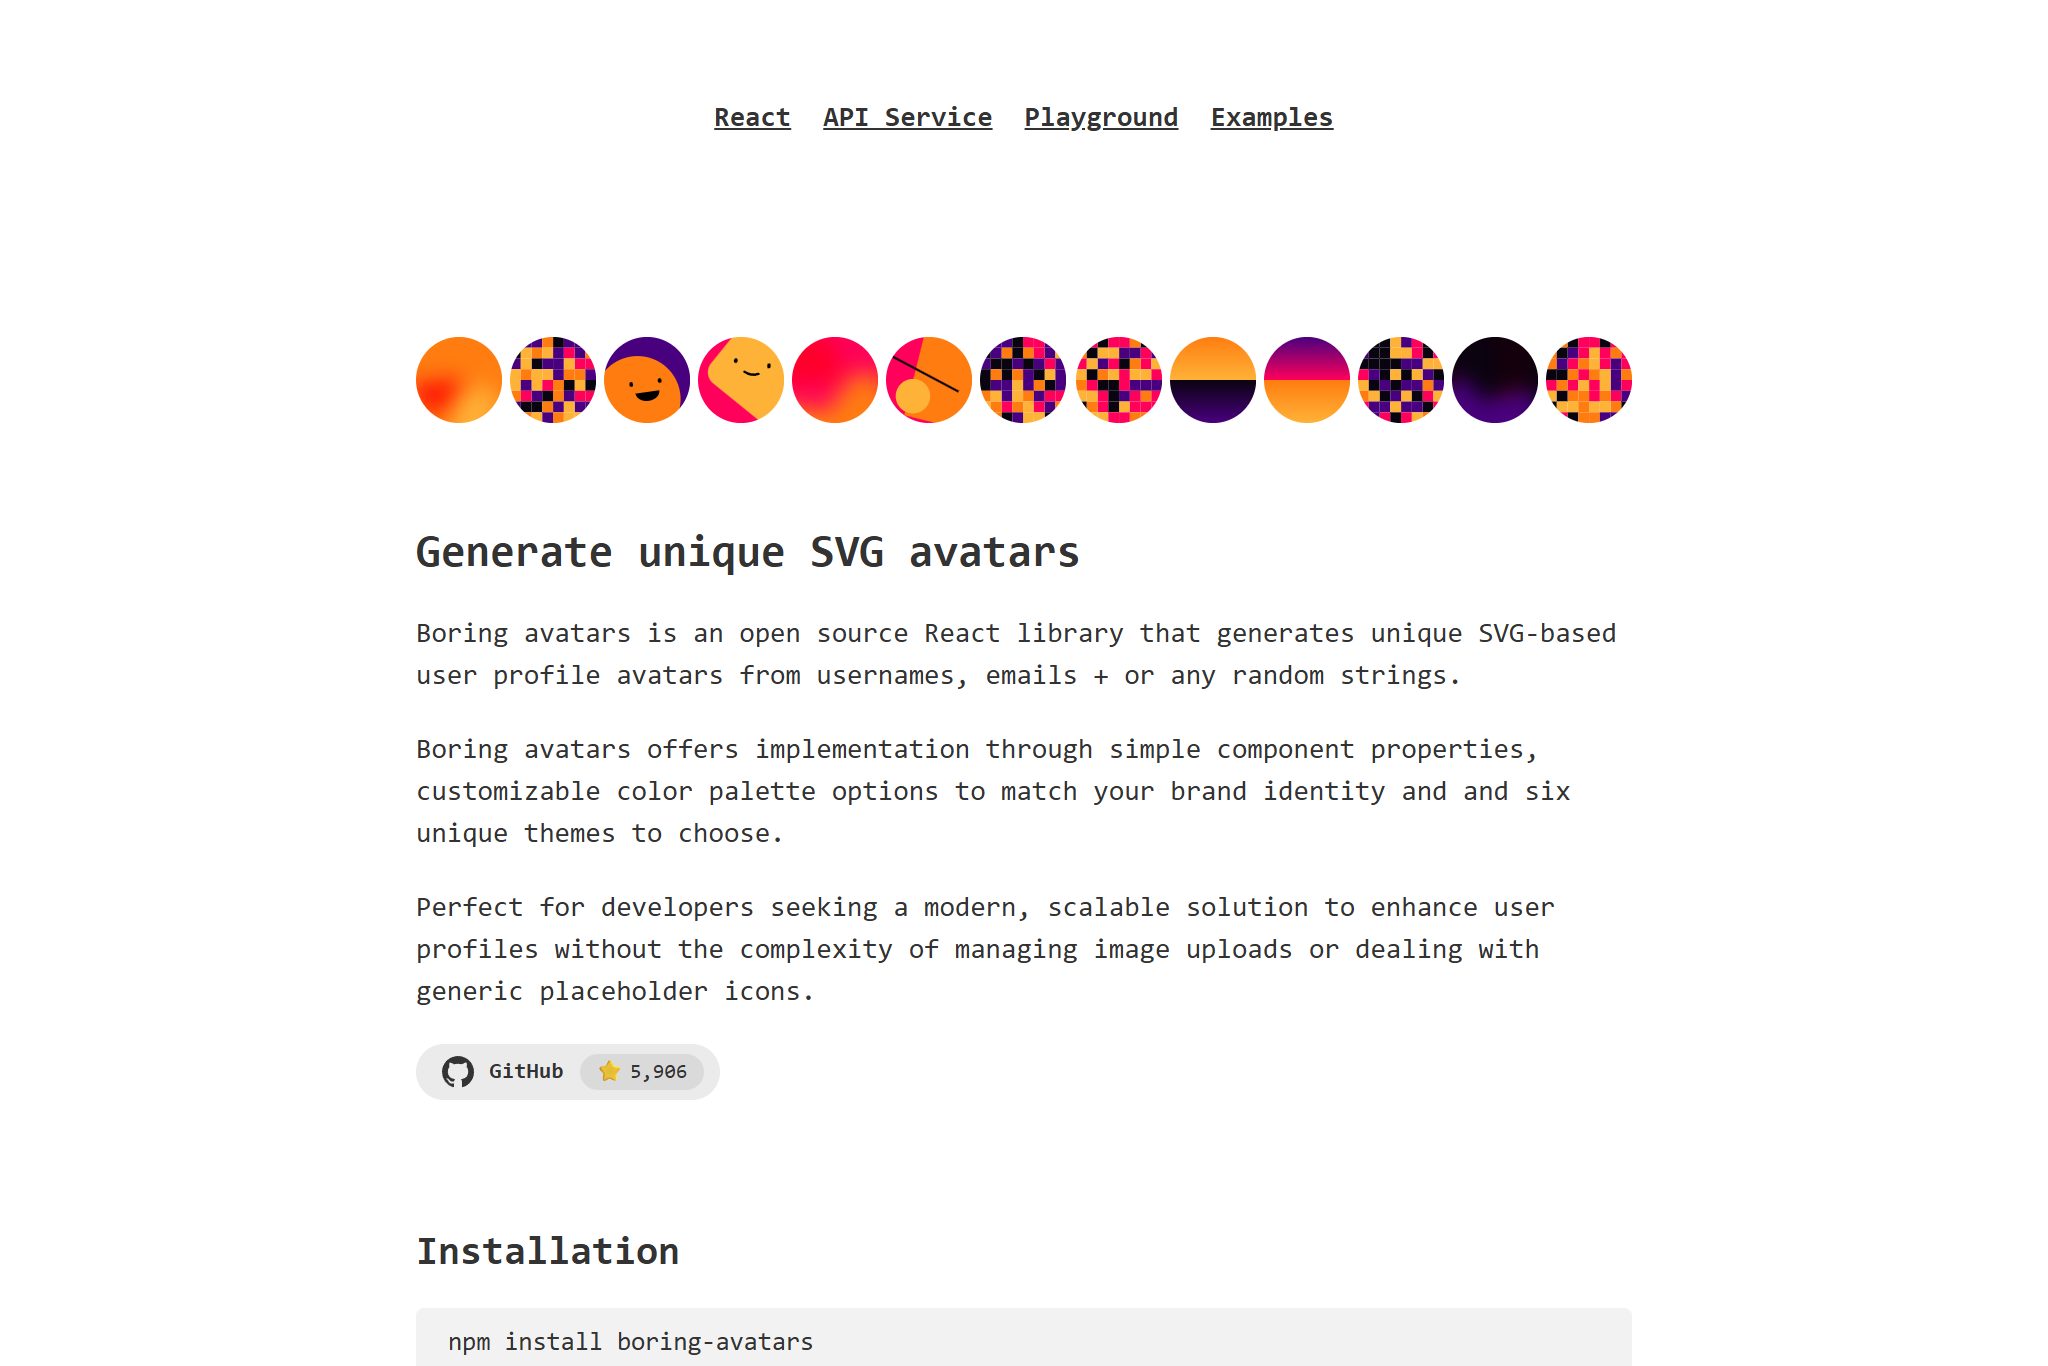 React API Service Playground Examples
Generate unique SVG avatars
Boring avatars is an open source React library that generates unique SVG-based
user profile avatars from usernames, emails + or any random strings.
Boring avatars offers implementation through simple component properties,
customizable color palette options to match your brand identity and and six
unique themes to choose.
Perfect for developers seeking a modern, scalable solution to enhance user
profiles without the complexity of managing image uploads or dealing with
generic placeholder icons.
GitHub ⭐ 5,906
Installation
npm install boring-avatars